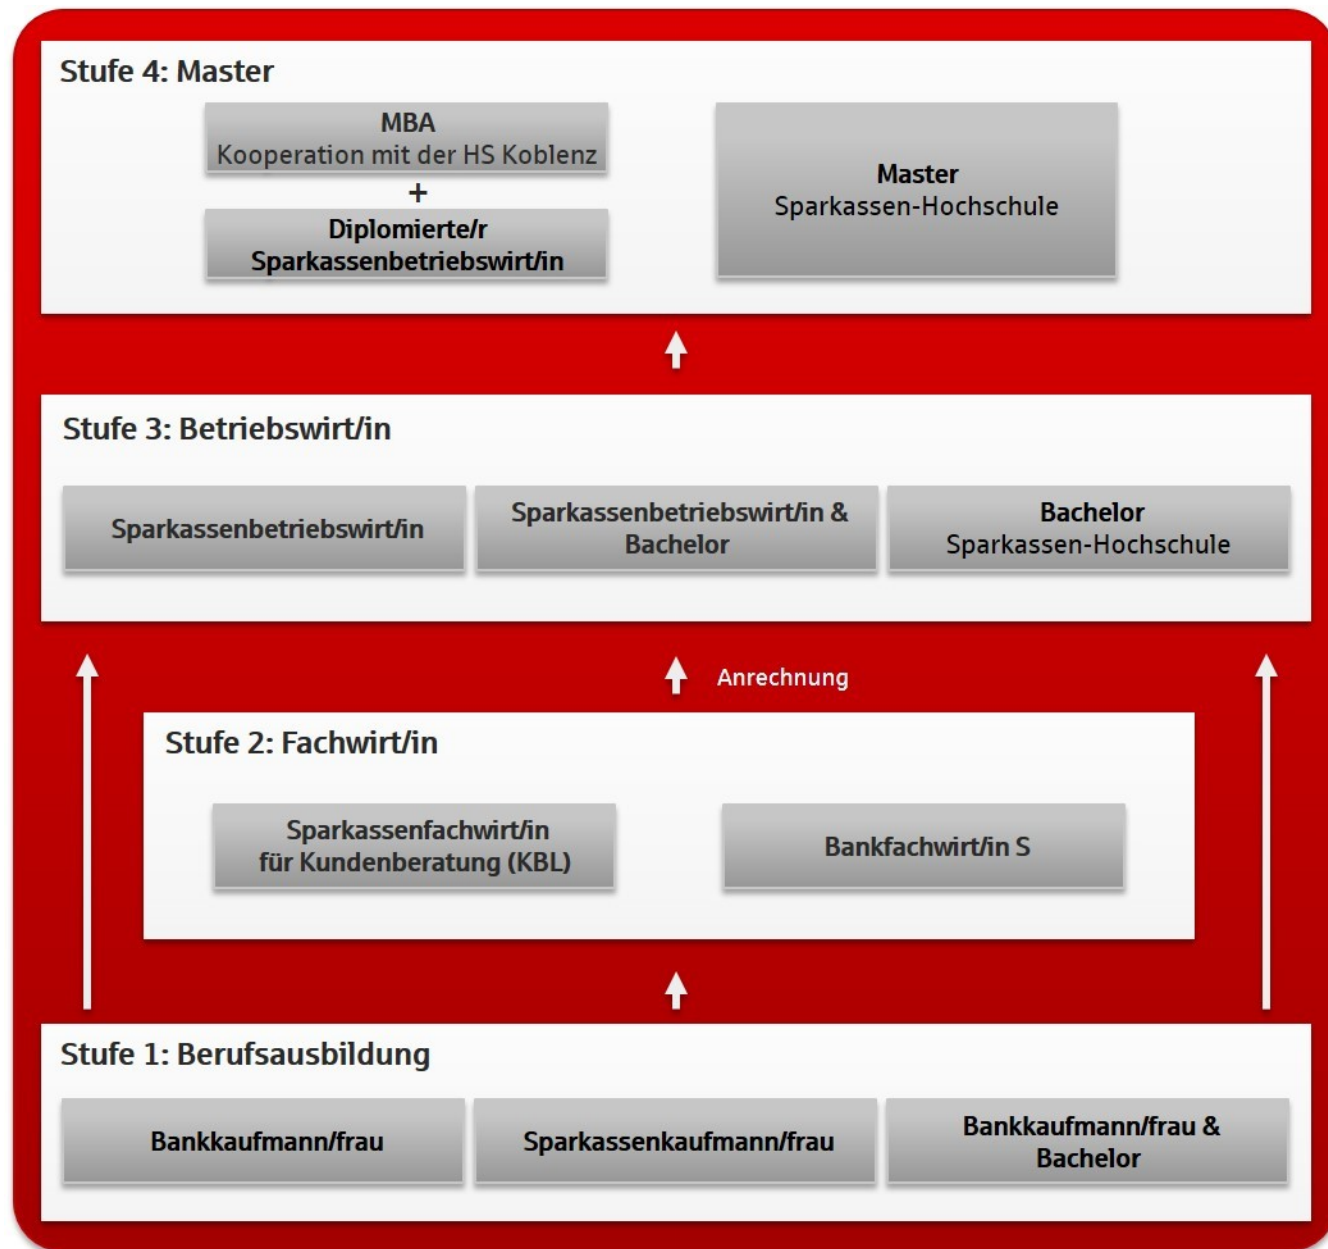 Stufe 4: Master
MBA
Kooperation mit der HS Koblenz
+
Diplomierte/r
Sparkassenbetriebswirt/in
Master
Sparkassen-Hochschule
Stufe 3: Betriebswirt/in
Sparkassenbetriebswirt/in
Sparkassenbetriebswirt/in &
Bachelor
Bachelor
Sparkassen-Hochschule
Anrechnung
Stufe 2: Fachwirt/in
Sparkassenfachwirt/in
für Kundenberatung (KBL)
Bankfachwirt/in S
Stufe 1: Berufsausbildung
Bankkaufmann/frau
Sparkassenkaufmann/frau
Bankkaufmann/frau &
Bachelor